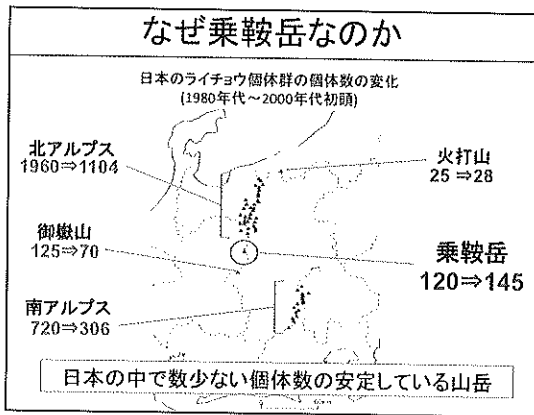 なぜ乗鞍岳なのか
日本のライチョウ個体群の個体数の変化
(1980年代～2000年代初頭)
北アルプス
1960⇒1104
火打山
25 ⇒28
御嶽山
125⇒70
乗鞍岳
120⇒145
南アルプス
720⇒306
日本の中で数少ない個体数の安定している山岳